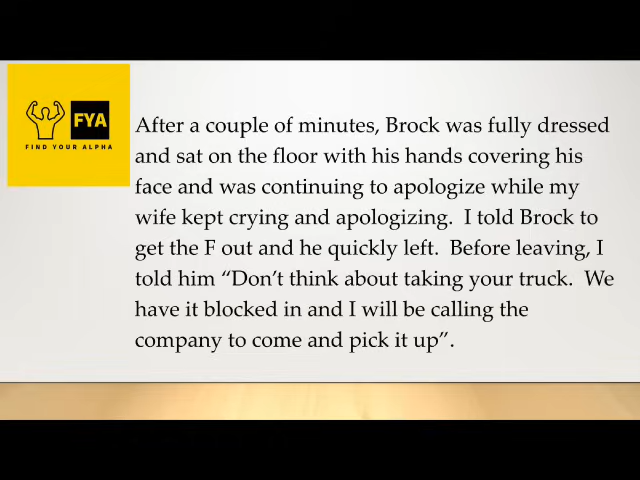 FYA
FIND YOUR ALPHA
After a couple of minutes, Brock was fully dressed
and sat on the floor with his hands covering his
face and was continuing to apologize while my
wife kept crying and apologizing.  I told Brock to
get the F out and he quickly left.  Before leaving, I
told him “Don’t think about taking your truck.  We
have it blocked in and I will be calling the
company to come and pick it up”.